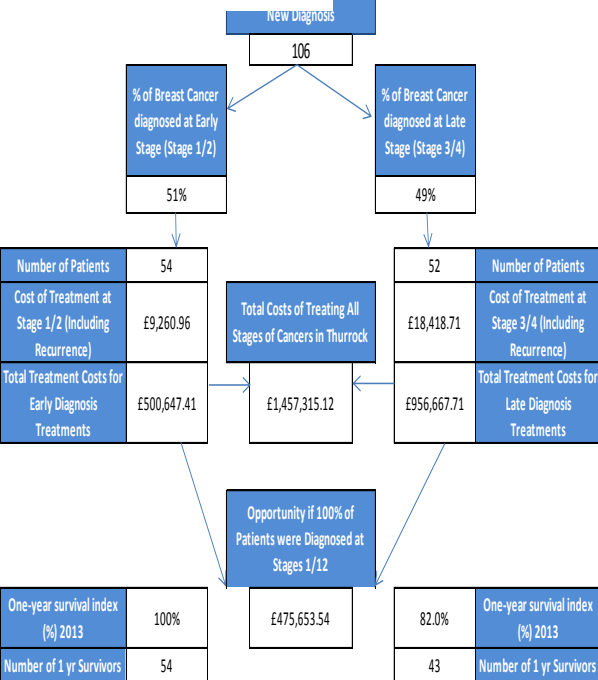 New Diagnosis
106
% of Breast Cancer
diagnosed at Early
Stage (Stage 1/2)
51%
% of Breast Cancer
diagnosed at Late
Stage (Stage 3/4)
49%
Number of Patients
54
52
Number of Patients
Cost of Treatment at
Stage 1/2 (Including
Recurrence)
£9,260.96
Total Costs of Treating All
Stages of Cancers in Thurrock
£18,418.71
Cost of Treatment at
Stage 3/4 (Including
Recurrence)
Total Treatment Costs for
Early Diagnosis
Treatments
£500,647.41
£1,457,315.12
£956,667.71
Total Treatment Costs for
Late Diagnosis
Treatments
Opportunity if 100% of
Patients were Diagnosed at
Stages 1/12
One-year survival index
(%) 2013
100%
£475,653.54
82.0%
One-year survival index
(%) 2013
Number of 1 yr Survivors
54
43
Number of 1 yr Survivors